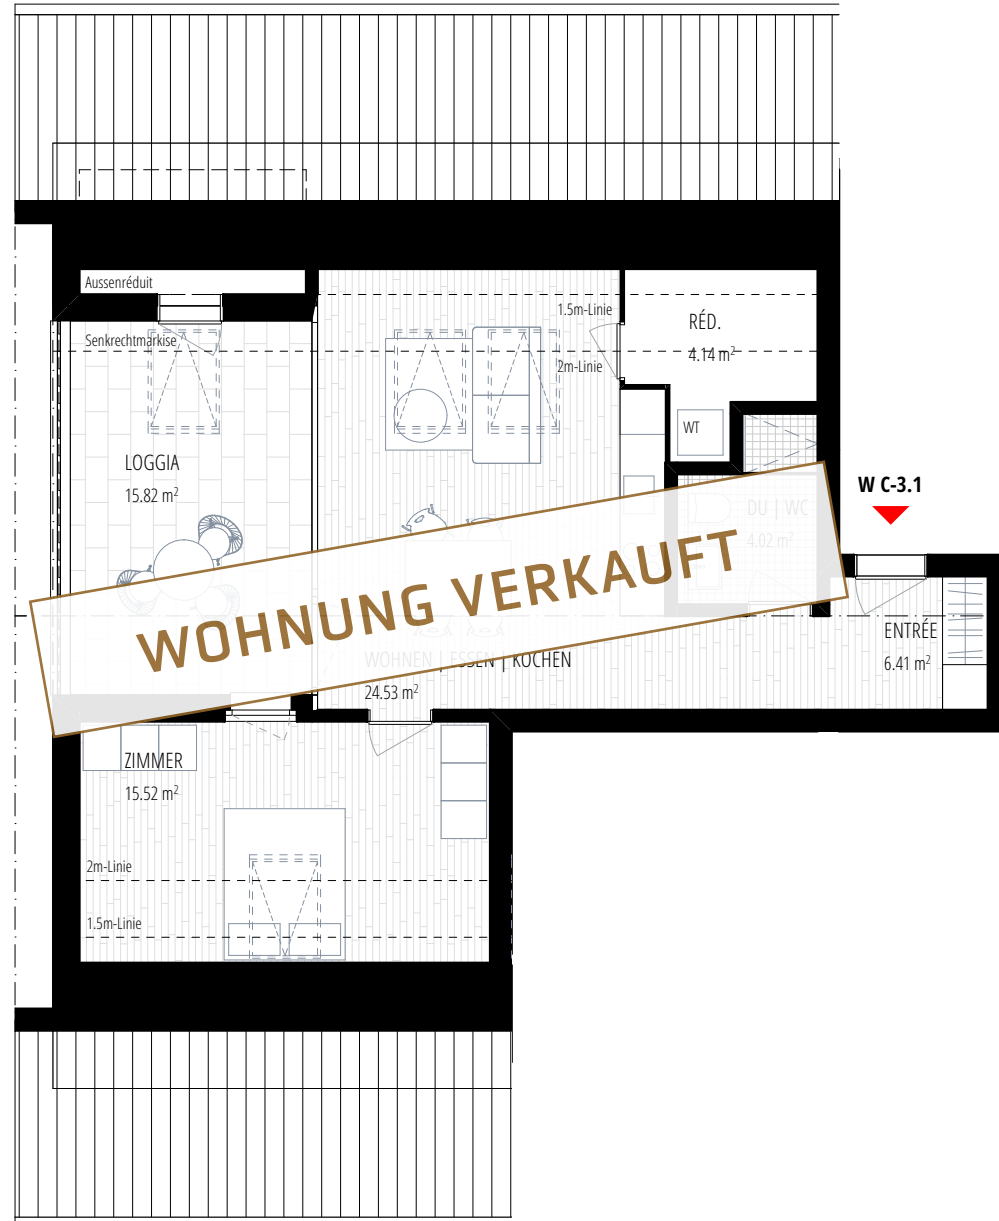 Aussenréduit
Senkrechtmarkise
LOGGIA
15.82 m²
1.5m-Linie
2m-Linie
RÉD.
4.14 m²
WT
DU | WC
4.02 m²
W C-3.1
WOHNUNG VERKAUFT
ENTRÉE
6.41 m²
WOHNEN | ESSEN | KOCHEN
24.53 m²
ZIMMER
15.52 m²
2m-Linie
1.5m-Linie